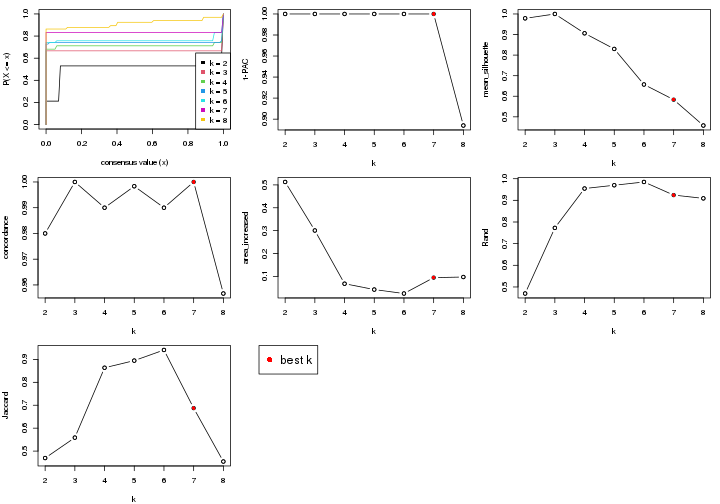 P(X <= x)
0.0 0.2 0.4 0.6 0.8 1.0
k = 2
k = 3
k = 4
k = 5
k = 6
k = 7
k = 8
0.0 0.2 0.4 0.6 0.8 1.0
consensus value (x)
1-PAC
0.90 0.92 0.94 0.96 0.98 1.00
2 3 4 5 6 7 8
k
mean_silhouette
0.5 0.6 0.7 0.8 0.9 1.0
2 3 4 5 6 7 8
k
concordance
0.96 0.97 0.98 0.99 1.00
2 3 4 5 6 7 8
k
area_increased
0.1 0.2 0.3 0.4 0.5
2 3 4 5 6 7 8
k
Rand
0.5 0.6 0.7 0.8 0.9 1.0
2 3 4 5 6 7 8
k
Jaccard
0.5 0.6 0.7 0.8 0.9
2 3 4 5 6 7 8
k
best k